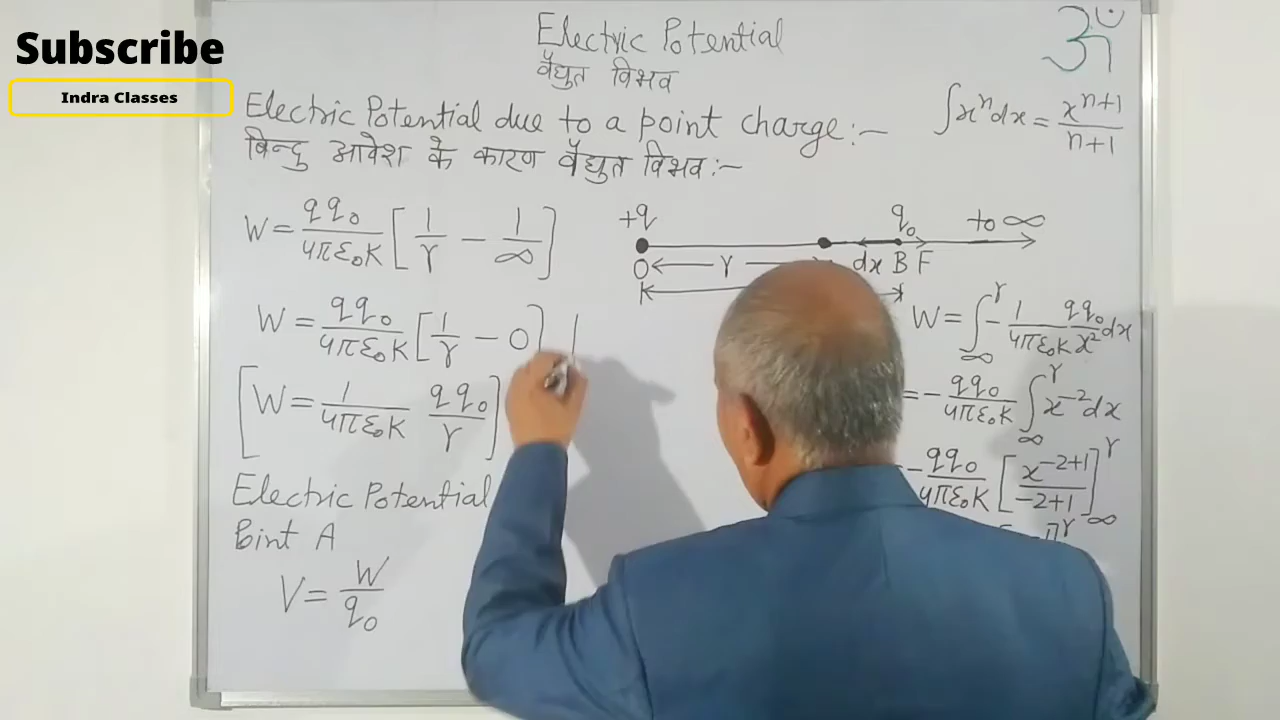 Subscribe
Indra Classes
Electric Potential
वैद्युत विभव
ॐ
Electric Potential due to a point charge:-
बिन्दु आवेश के कारण वैद्युत विभव:-
∫xⁿdx = xⁿ⁺¹/n+1
+q q₀ to ∞
O r dx B F
W = qq₀/4πε₀K [1/r - 1/∞]
W = qq₀/4πε₀K [1/r - 0]
[W = 1/4πε₀K qq₀/r]
Electric Potential
Point A
V = W/q₀
W = ∫_∞^r - 1/4πε₀K qq₀/x² dx
= - qq₀/4πε₀K ∫_∞^r x⁻² dx
- qq₀/4πε₀K [x⁻²⁺¹/-2+1]_∞^r